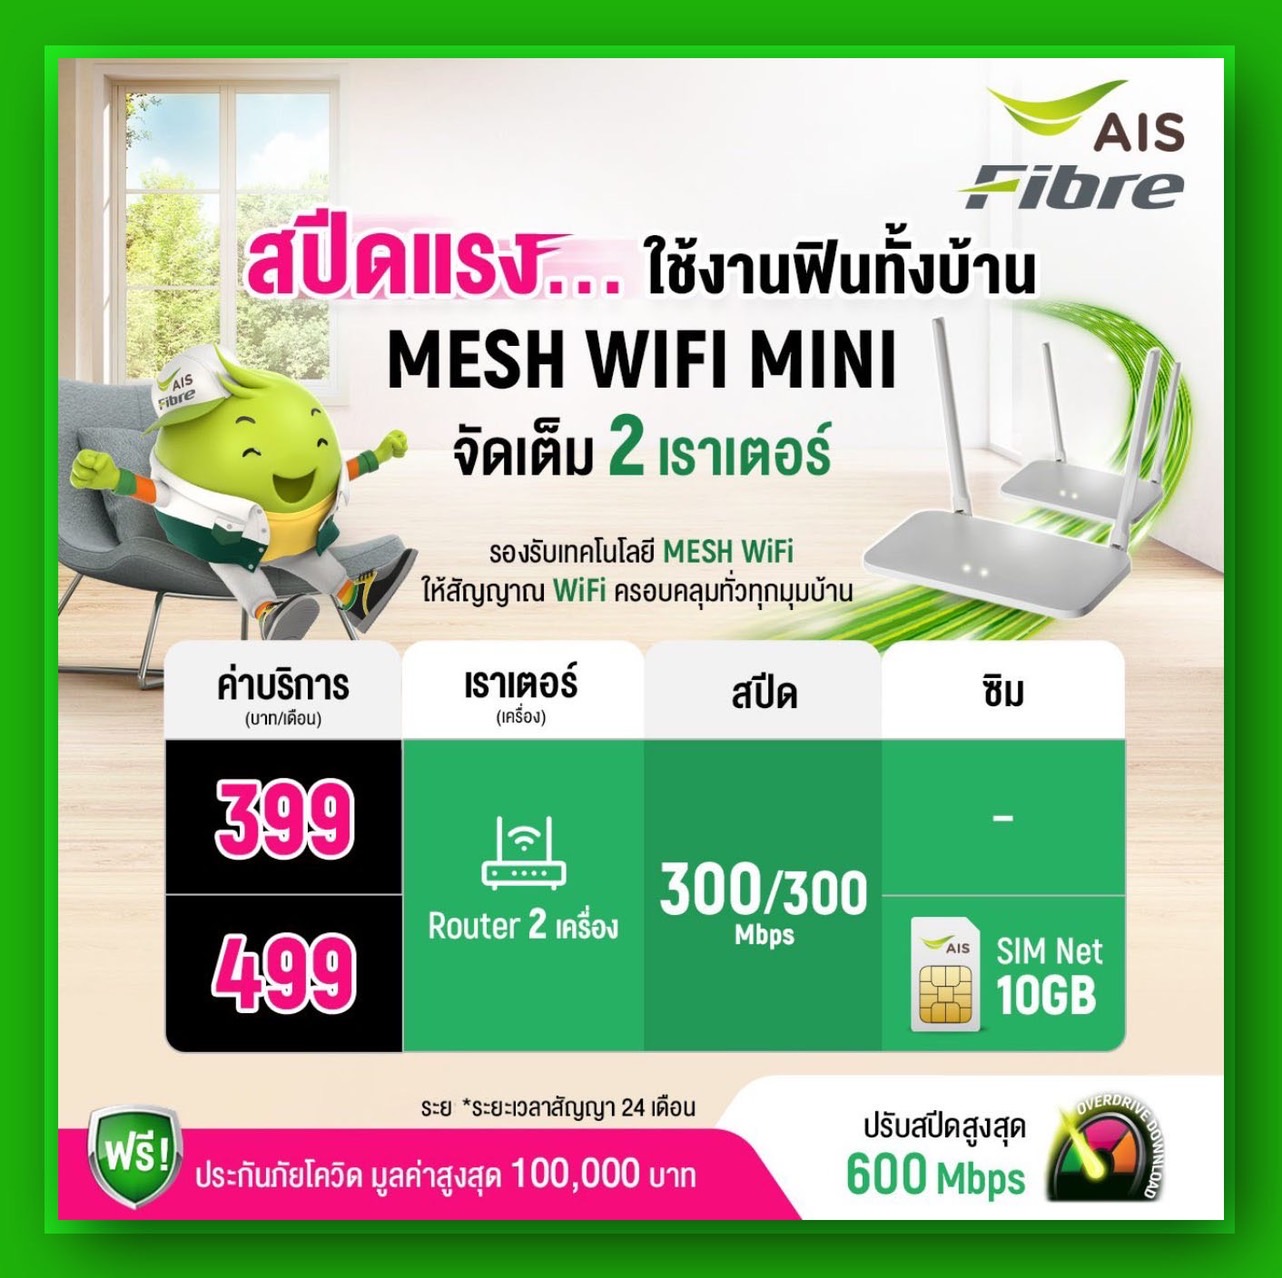 AIS
Fibre
สปีดแรง... ใช้งานฟินทั้งบ้าน
MESH WIFI MINI
จัดเต็ม 2 เราเตอร์
AIS
Fibre
รองรับเทคโนโลยี MESH WiFi
ให้สัญญาณ WiFi ครอบคลุมทั่วทุกมุมบ้าน
ค่าบริการ
(บาท/เดือน)
เราเตอร์
(เครื่อง)
สปีด
ซิม
399
-
Router 2 เครื่อง
300/300
Mbps
499
AIS
SIM Net
10GB
ระย *ระยะเวลาสัญญา 24 เดือน
ฟรี!
ประกันภัยโควิด มูลค่าสูงสุด 100,000 บาท
ปรับสปีดสูงสุด
600 Mbps
OVERDRIVE DOWNLOAD